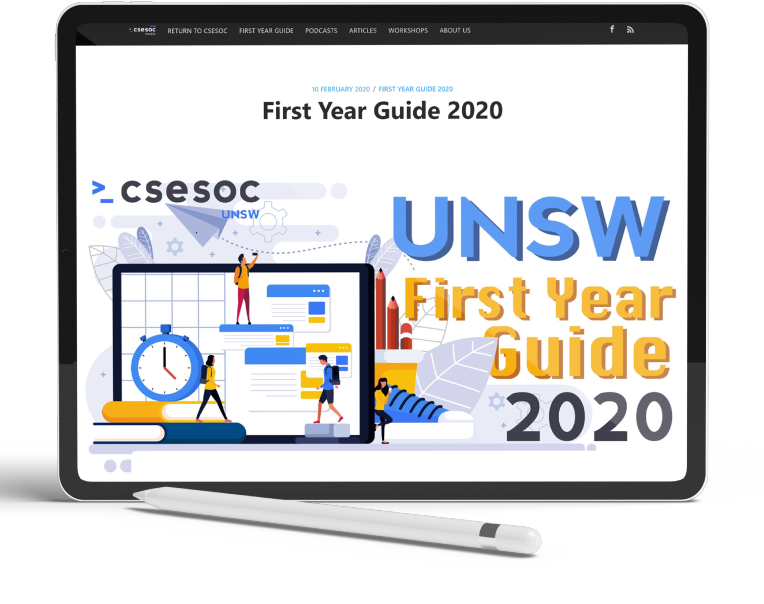 csesoc
media
RETURN TO CSESOC FIRST YEAR GUIDE PODCASTS ARTICLES WORKSHOPS ABOUT US
10 FEBRUARY 2020 / FIRST YEAR GUIDE 2020
First Year Guide 2020
>_ csesoc
UNSW
UNSW
First Year
Guide
2020